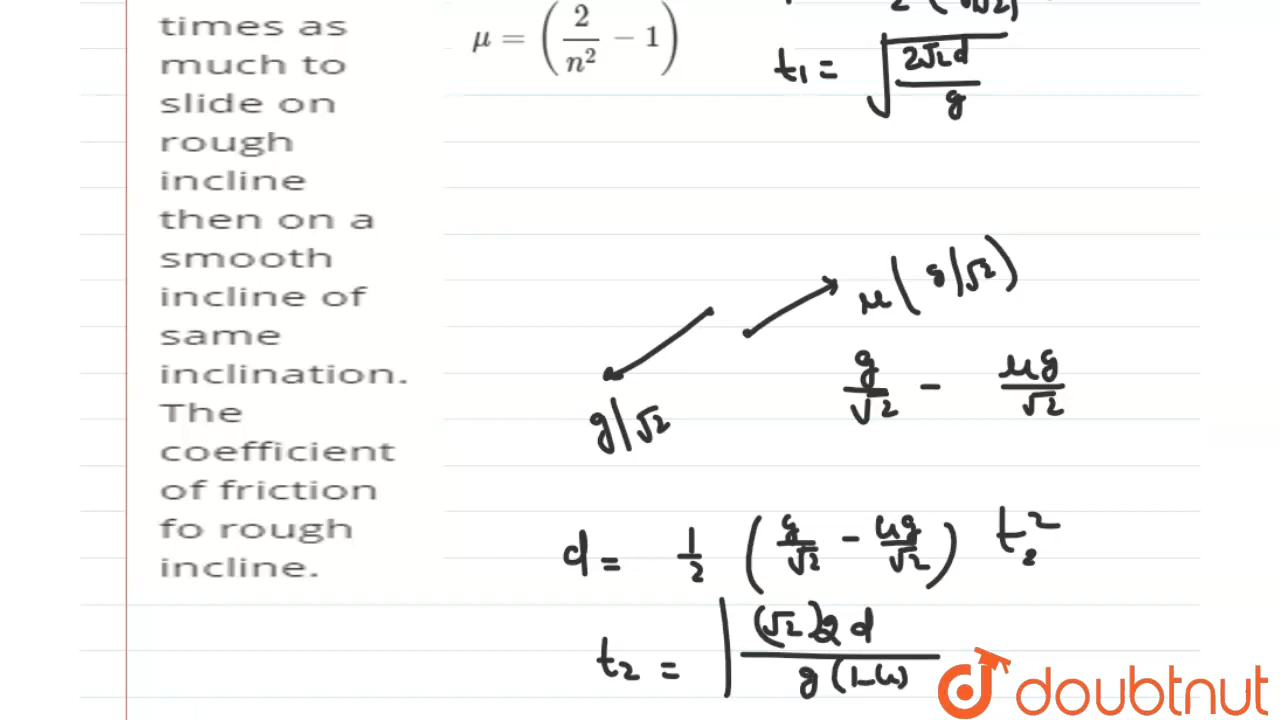 times as
much to
slide on
rough
incline
then on a
smooth
incline of
same
inclination.
The
coefficient
of friction
fo rough
incline.
μ = (2/n² − 1)
t₁ = √(2√2 d / g)
μ(g/√2)
g/√2
g/√2 − μg/√2
d = 1/2 (g/√2 − μg/√2) t₂²
t₂ = √((√2)2 d / g(1−μ))
doubtnut